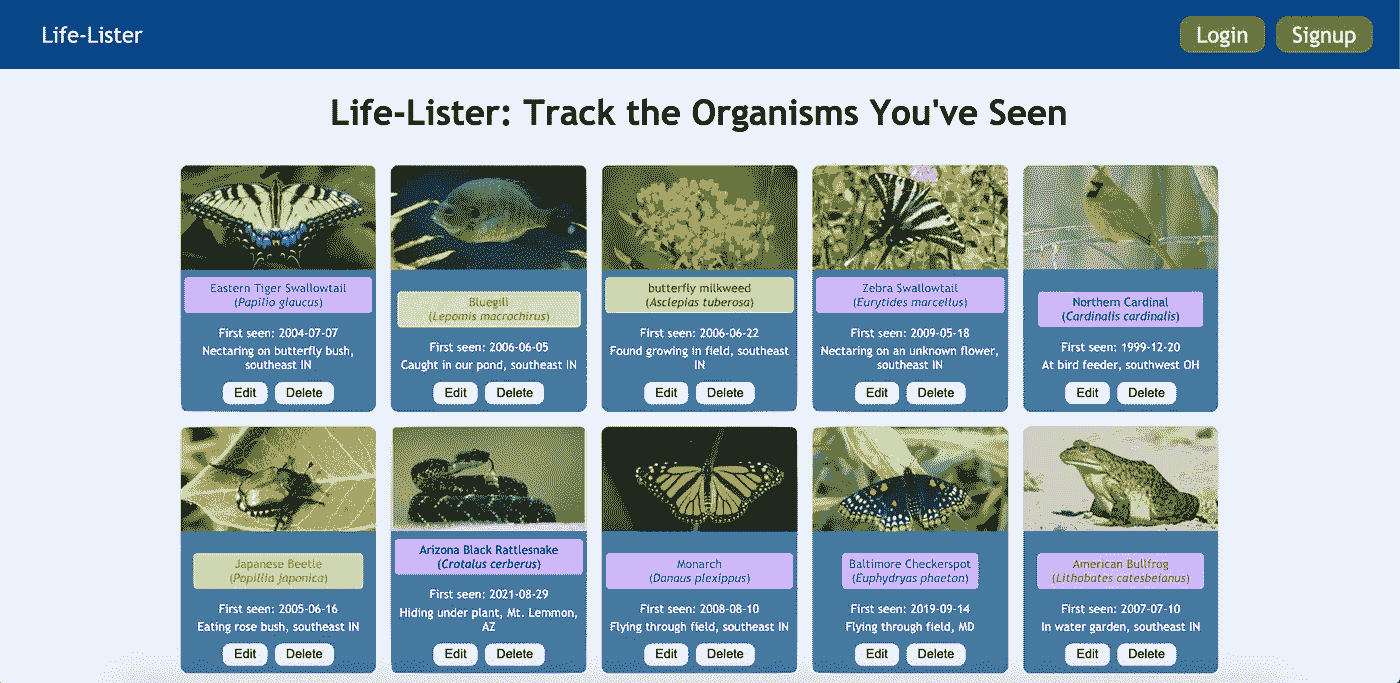 Life-Lister
Login
Signup
Life-Lister: Track the Organisms You've Seen
Eastern Tiger Swallowtail
(Papilio glaucus)
First seen: 2004-07-07
Nectaring on butterfly bush,
southeast IN
Edit
Delete
Bluegill
(Lepomis macrochirus)
First seen: 2006-06-05
Caught in our pond, southeast IN
Edit
Delete
butterfly milkweed
(Asclepias tuberosa)
First seen: 2006-06-22
Found growing in field, southeast
IN
Edit
Delete
Zebra Swallowtail
(Eurytides marcellus)
First seen: 2009-05-18
Nectaring on an unknown flower,
southeast IN
Edit
Delete
Northern Cardinal
(Cardinalis cardinalis)
First seen: 1999-12-20
At bird feeder, southwest OH
Edit
Delete
Japanese Beetle
(Popillia japonica)
First seen: 2005-06-16
Eating rose bush, southeast IN
Edit
Delete
Arizona Black Rattlesnake
(Crotalus cerberus)
First seen: 2021-08-29
Hiding under plant, Mt. Lemmon,
AZ
Edit
Delete
Monarch
(Danaus plexippus)
First seen: 2008-08-10
Flying through field, southeast IN
Edit
Delete
Baltimore Checkerspot
(Euphydryas phaeton)
First seen: 2019-09-14
Flying through field, MD
Edit
Delete
American Bullfrog
(Lithobates catesbeianus)
First seen: 2007-07-10
In water garden, southeast IN
Edit
Delete